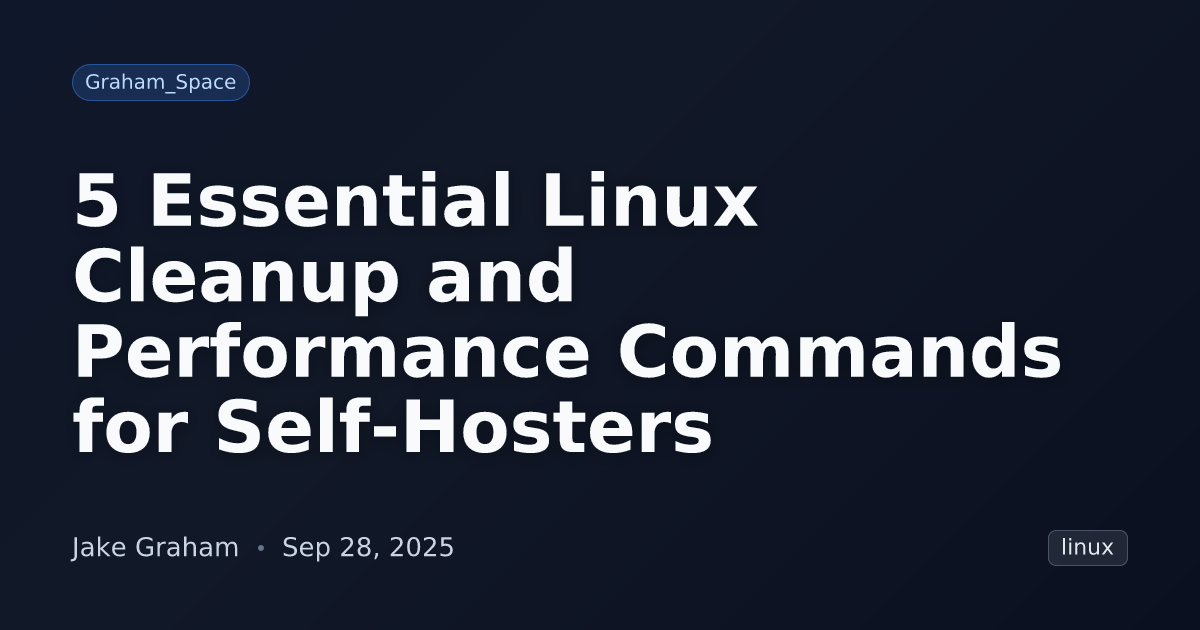 Graham_Space
5 Essential Linux
Cleanup and
Performance Commands
for Self-Hosters
Jake Graham • Sep 28, 2025
linux